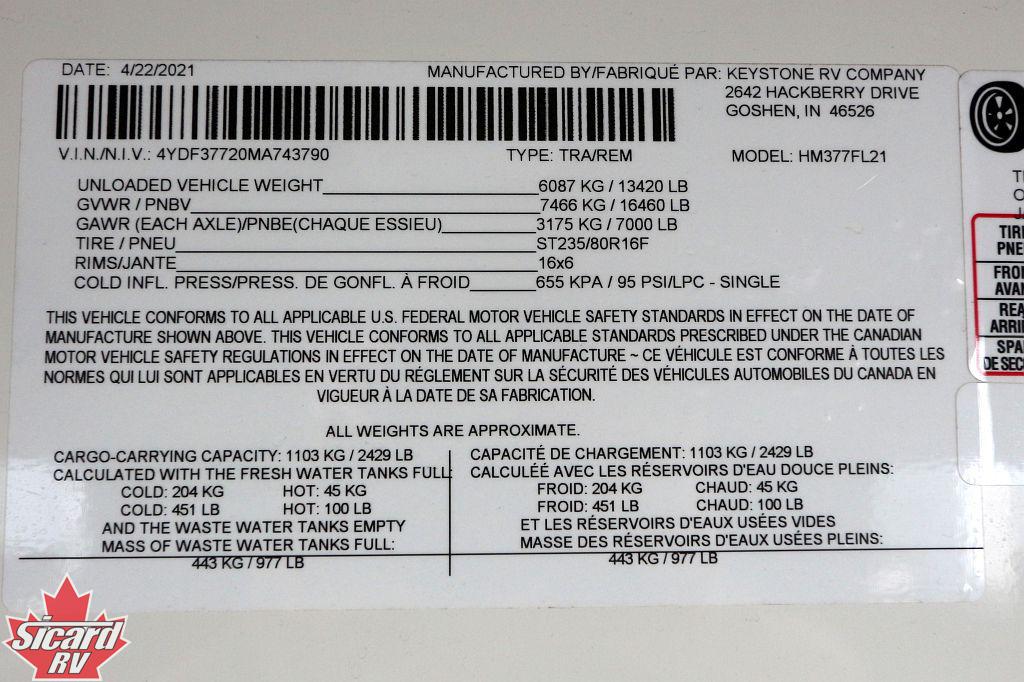 DATE: 4/22/2021
MANUFACTURED BY/FABRIQUÉ PAR: KEYSTONE RV COMPANY
2642 HACKBERRY DRIVE
GOSHEN, IN 46526
V.I.N./N.I.V.: 4YDF37720MA743790 TYPE: TRA/REM MODEL: HM377FL21
UNLOADED VEHICLE WEIGHT 6087 KG / 13420 LB
GVWR / PNBV 7466 KG / 16460 LB
GAWR (EACH AXLE)/PNBE(CHAQUE ESSIEU) 3175 KG / 7000 LB
TIRE / PNEU ST235/80R16F
RIMS/JANTE 16x6
COLD INFL. PRESS/PRESS. DE GONFL. À FROID 655 KPA / 95 PSI/LPC - SINGLE
THIS VEHICLE CONFORMS TO ALL APPLICABLE U.S. FEDERAL MOTOR VEHICLE SAFETY STANDARDS IN EFFECT ON THE DATE OF
MANUFACTURE SHOWN ABOVE. THIS VEHICLE CONFORMS TO ALL APPLICABLE STANDARDS PRESCRIBED UNDER THE CANADIAN
MOTOR VEHICLE SAFETY REGULATIONS IN EFFECT ON THE DATE OF MANUFACTURE ~ CE VÉHICULE EST CONFORME À TOUTES LES
NORMES QUI LUI SONT APPLICABLES EN VERTU DU RÉGLEMENT SUR LA SÉCURITÉ DES VÉHICULES AUTOMOBILES DU CANADA EN
VIGUEUR À LA DATE DE SA FABRICATION.
ALL WEIGHTS ARE APPROXIMATE.
CARGO-CARRYING CAPACITY: 1103 KG / 2429 LB
CALCULATED WITH THE FRESH WATER TANKS FULL:
COLD: 204 KG HOT: 45 KG
COLD: 451 LB HOT: 100 LB
AND THE WASTE WATER TANKS EMPTY
MASS OF WASTE WATER TANKS FULL:
443 KG / 977 LB
CAPACITÉ DE CHARGEMENT: 1103 KG / 2429 LB
CALCULÉE AVEC LES RÉSERVOIRS D'EAU DOUCE PLEINS:
FROID: 204 KG CHAUD: 45 KG
FROID: 451 LB CHAUD: 100 LB
ET LES RÉSERVOIRS D'EAUX USÉES VIDES
MASSE DES RÉSERVOIRS D'EAUX USÉES PLEINS:
443 KG / 977 LB
Sicard
RV